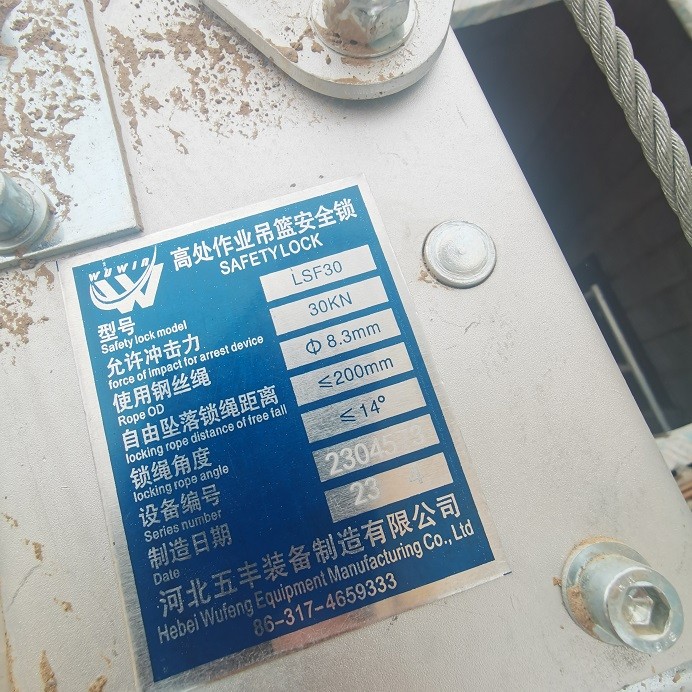 WUWIN
高处作业吊篮安全锁
SAFETY LOCK
型号 LSF30
Safety lock model
允许冲击力 30KN
force of impact for arrest device
使用钢丝绳 Φ 8.3mm
Rope OD
自由坠落锁绳距离 ≤200mm
locking rope distance of free fall
锁绳角度 ≤14°
locking rope angle
设备编号
Series number
制造日期
Date
河北五丰装备制造有限公司
Hebei Wufeng Equipment Manufacturing Co., Ltd
86-317-4659333